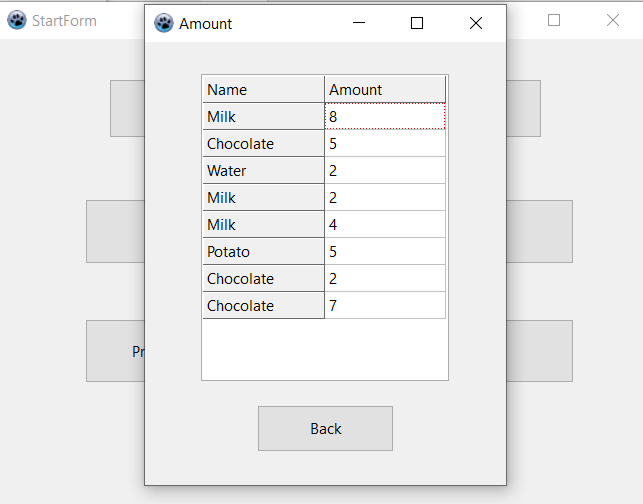 StartForm
Amount
Name Amount
Milk 8
Chocolate 5
Water 2
Milk 2
Milk 4
Potato 5
Chocolate 2
Chocolate 7
Pr
Back